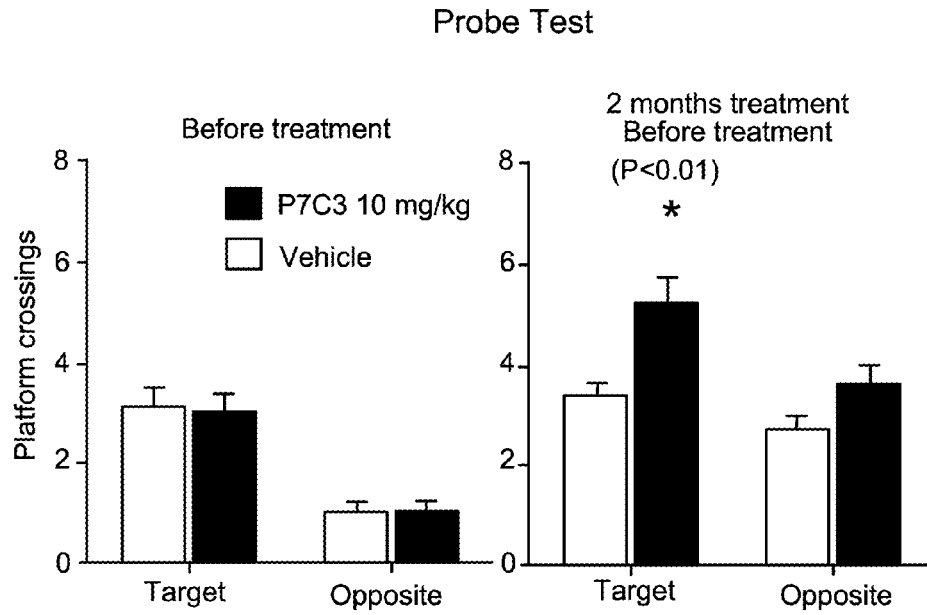 Probe Test
Before treatment
8
P7C3 10 mg/kg
Vehicle
6
4
2
0
Platform crossings
Target
Opposite
2 months treatment
Before treatment
(P<0.01)
*
8
6
4
2
0
Target
Opposite